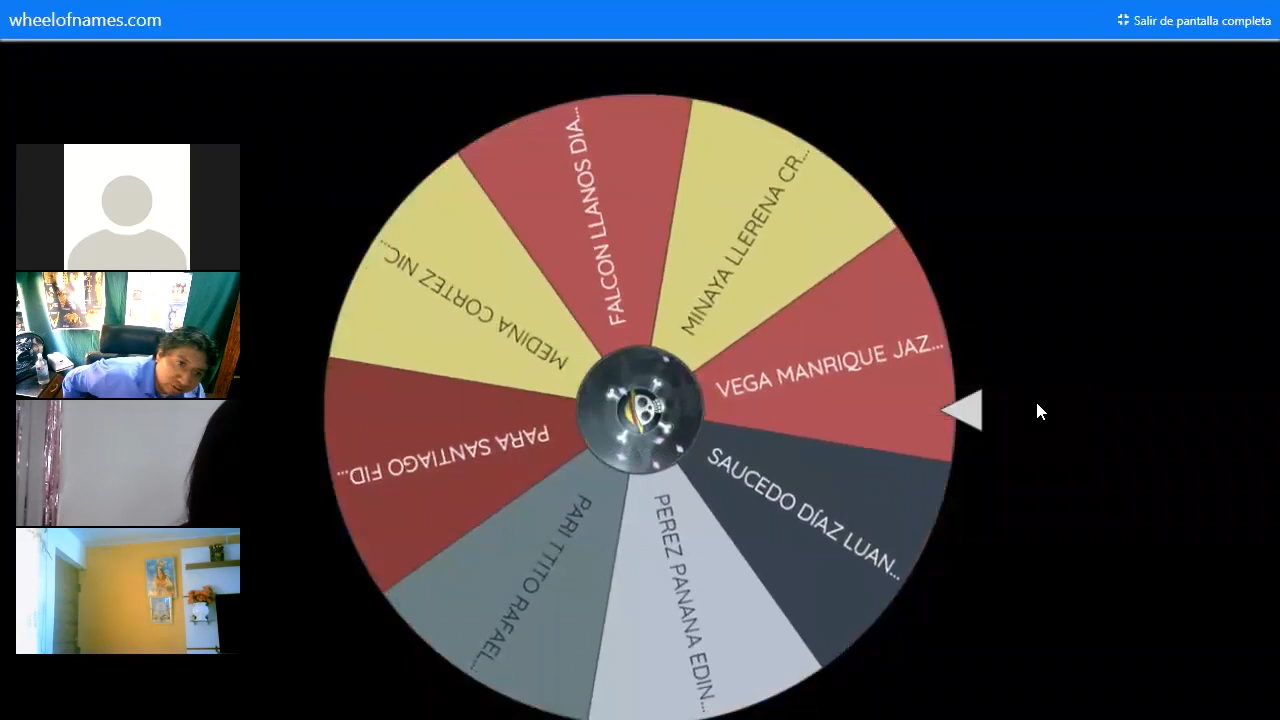 wheelofnames.com
Salir de pantalla completa
FALCON LLANOS DIA...
MINAYA LLERENA CR...
VEGA MANRIQUE JAZ...
SAUCEDO DÍAZ LUAN...
PEREZ PANANA EDIN...
PARI TTITO RAFAEL...
PARA SANTIAGO FID...
MEDINA CORTEZ NIC...